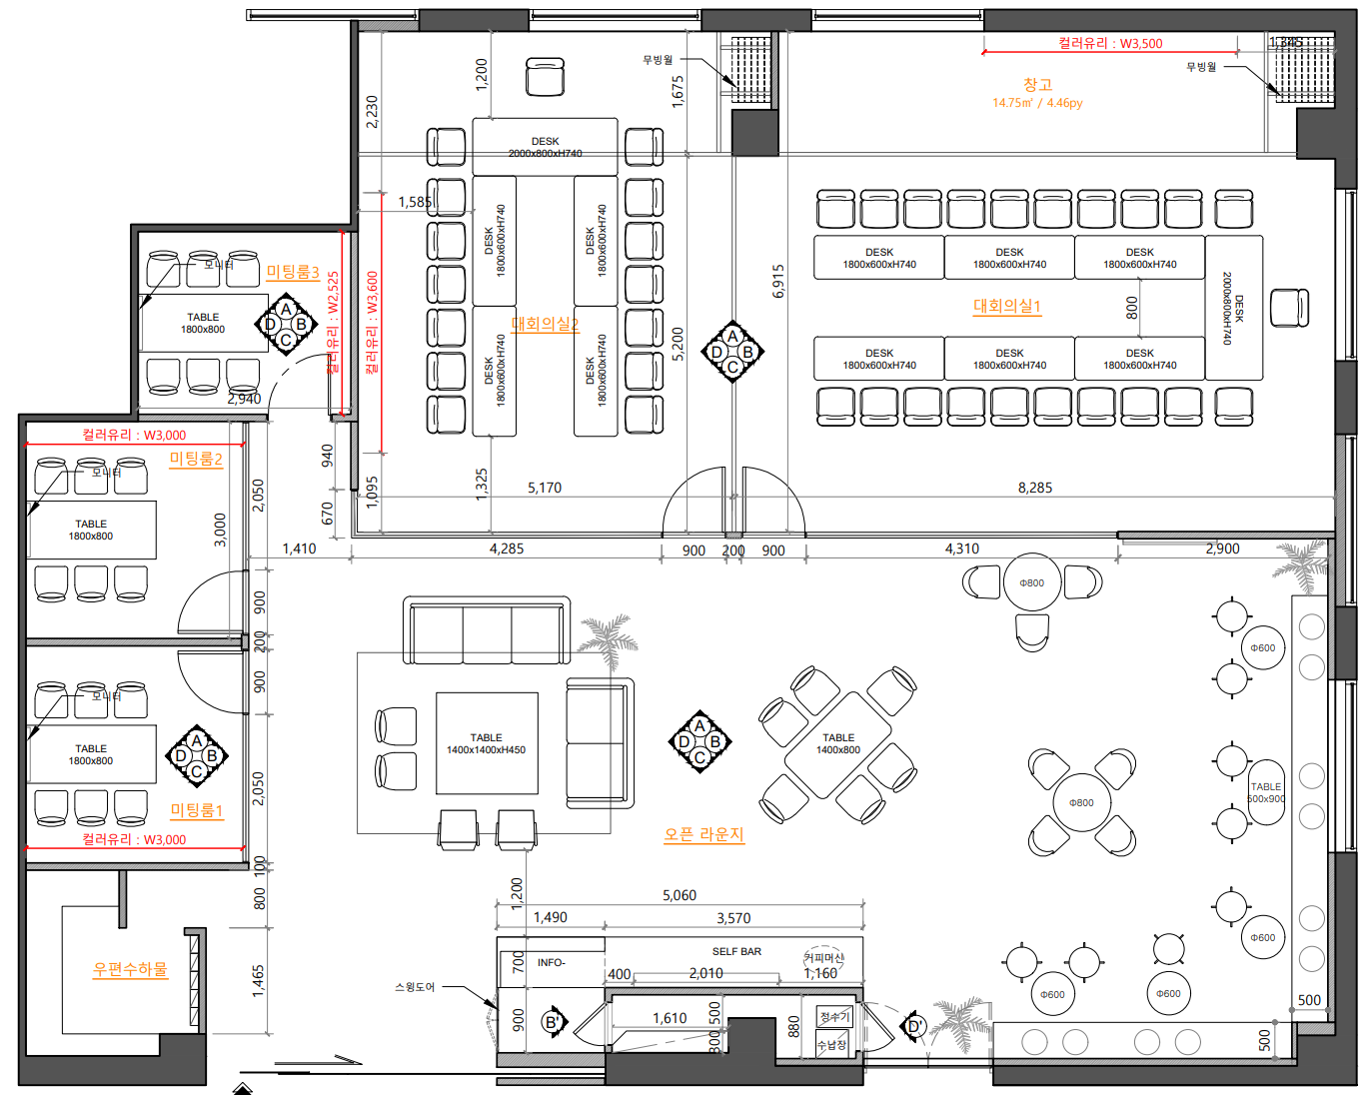 컬러유리 : W3,500
1,345
무빙월
무빙월
창고
14.75㎡ / 4.46py
1,200
1,675
2,230
DESK
2000x800xH740
1,585
DESK
1800x600xH740
DESK
1800x600xH740
DESK
1800x600xH740
DESK
1800x600xH740
대회의실2
컬러유리 : W3,600
컬러유리 : W2,525
5,200
6,915
1,325
1,095
5,170
A
B
C
D
DESK
1800x600xH740
DESK
1800x600xH740
DESK
1800x600xH740
DESK
2000x800xH740
대회의실1
800
DESK
1800x600xH740
DESK
1800x600xH740
DESK
1800x600xH740
8,285
모니터
미팅룸3
TABLE
1800x800
A
B
C
D
2,940
컬러유리 : W3,000
미팅룸2
모니터
TABLE
1800x800
3,000
2,050
940
670
1,410
4,285
900
200
900
4,310
2,900
900
200
900
2,050
모니터
TABLE
1800x800
A
B
C
D
미팅룸1
컬러유리 : W3,000
100
800
1,465
우편수하물
TABLE
1400x1400xH450
A
B
C
D
TABLE
1400x800
오픈 라운지
Φ800
Φ800
Φ600
TABLE
500x900
Φ600
Φ600
Φ600
500
500
1,200
5,060
1,490
3,570
700
INFO-
SELF BAR
커피머신
400
2,010
1,160
스윙도어
900
B'
1,610
500
300
880
정수기
수납장
D'